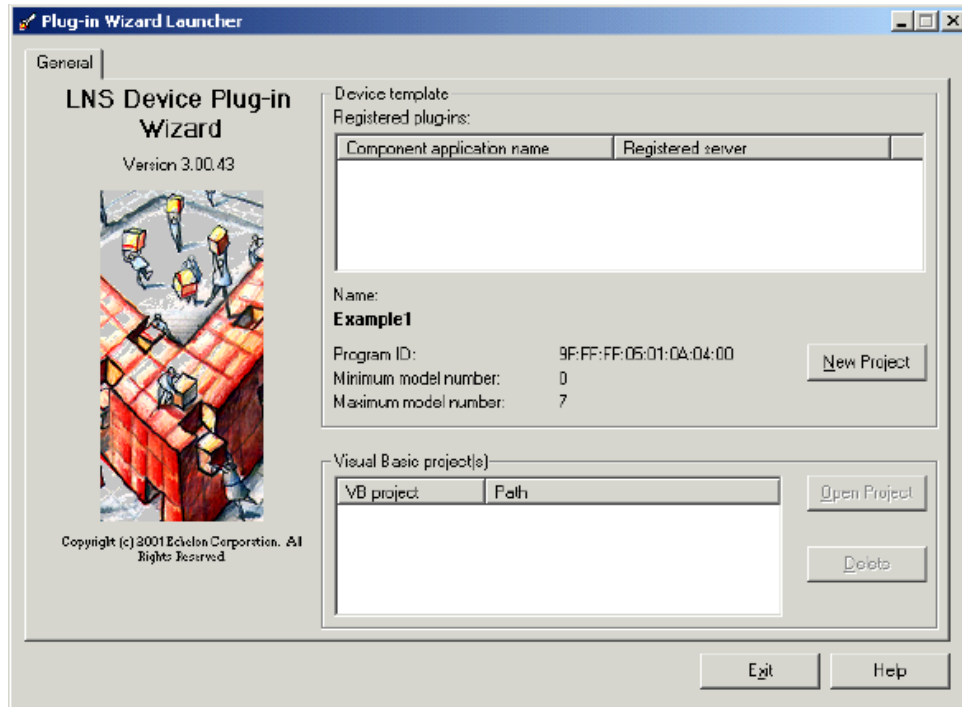 Plug-in Wizard Launcher
General
LNS Device Plug-in
Wizard
Version 3.00.43
Copyright (c) 2001 Echelon Corporation. All
Rights Reserved
Device template
Registered plug-ins:
Component application name Registered server
Name:
Example1
Program ID: 9F:FF:FF:05:01:0A:04:00
Minimum model number: 0
Maximum model number: 7
New Project
Visual Basic project(s)
VB project Path
Open Project
Delete
Exit Help